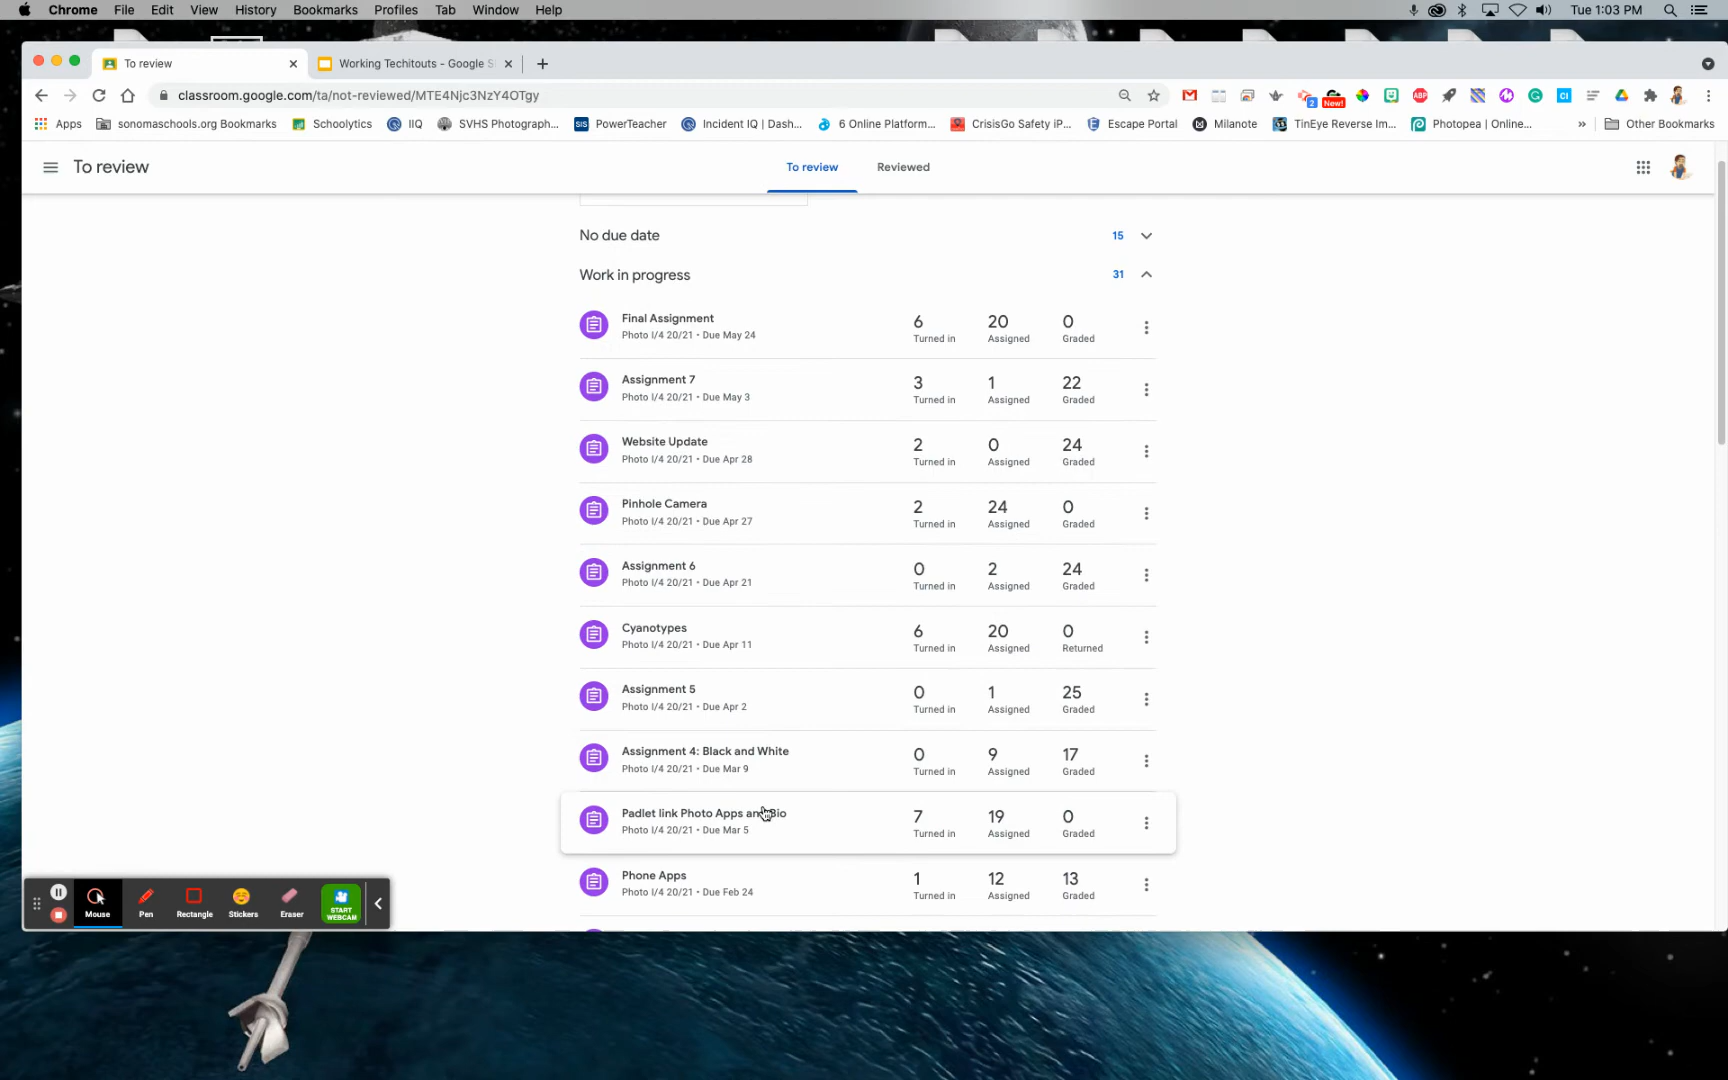 Chrome File Edit View History Bookmarks Profiles Tab Window Help Tue 1:03 PM
To review Working Techitouts - Google S
classroom.google.com/ta/not-reviewed/MTE4Njc3NzY4OTgy
2 New! ABP CI
Apps sonomaschools.org Bookmarks Schoolytics IIQ SVHS Photograph... SIS PowerTeacher Incident IQ | Dash... 6 Online Platform... CrisisGo Safety iP... Escape Portal Milanote TinEye Reverse Im... Photopea | Online... » Other Bookmarks
To review To review Reviewed
No due date 15
Work in progress 31
Final Assignment 6 20 0
Photo I/4 20/21 • Due May 24 Turned in Assigned Graded
Assignment 7 3 1 22
Photo I/4 20/21 • Due May 3 Turned in Assigned Graded
Website Update 2 0 24
Photo I/4 20/21 • Due Apr 28 Turned in Assigned Graded
Pinhole Camera 2 24 0
Photo I/4 20/21 • Due Apr 27 Turned in Assigned Graded
Assignment 6 0 2 24
Photo I/4 20/21 • Due Apr 21 Turned in Assigned Graded
Cyanotypes 6 20 0
Photo I/4 20/21 • Due Apr 11 Turned in Assigned Returned
Assignment 5 0 1 25
Photo I/4 20/21 • Due Apr 2 Turned in Assigned Graded
Assignment 4: Black and White 0 9 17
Photo I/4 20/21 • Due Mar 9 Turned in Assigned Graded
Padlet link Photo Apps and Bio 7 19 0
Photo I/4 20/21 • Due Mar 5 Turned in Assigned Graded
Phone Apps 1 12 13
Photo I/4 20/21 • Due Feb 24 Turned in Assigned Graded
Mouse Pen Rectangle Stickers Eraser START WEBCAM